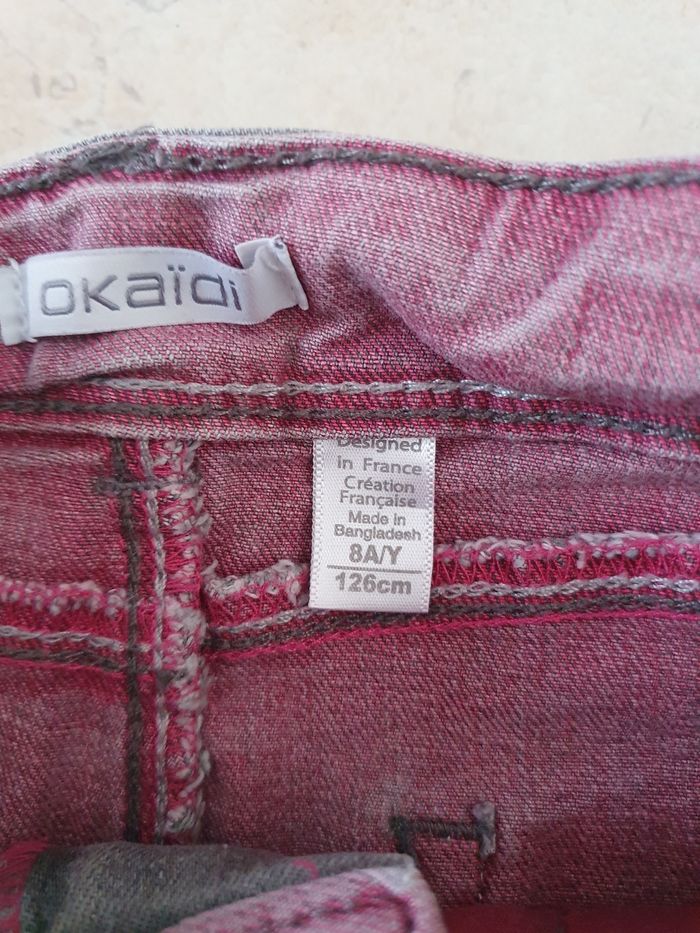 OKaïdi
Designed
in France
Création
Française
Made in
Bangladesh
8A/Y
126cm